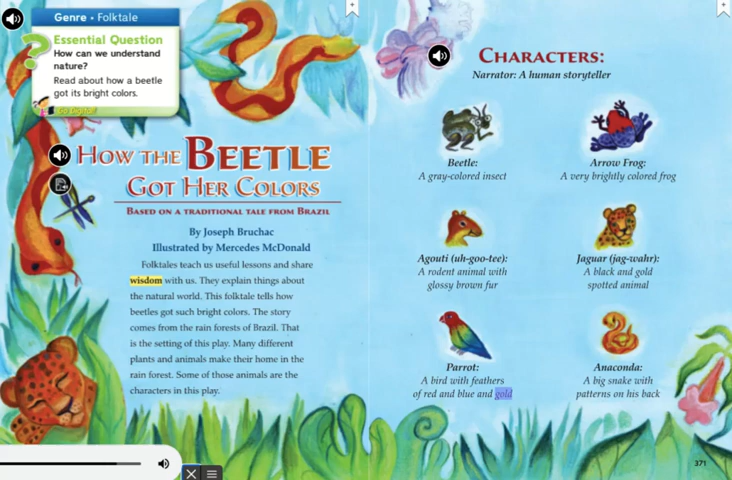 Genre • Folktale
Essential Question
How can we understand
nature?
Read about how a beetle
got its bright colors.
Go Digital!
HOW THE BEETLE
GOT HER COLORS
BASED ON A TRADITIONAL TALE FROM BRAZIL
By Joseph Bruchac
Illustrated by Mercedes McDonald
Folktales teach us useful lessons and share
wisdom with us. They explain things about
the natural world. This folktale tells how
beetles got such bright colors. The story
comes from the rain forests of Brazil. That
is the setting of this play. Many different
plants and animals make their home in the
rain forest. Some of those animals are the
characters in this play.
CHARACTERS:
Narrator: A human storyteller
Beetle:
A gray-colored insect
Arrow Frog:
A very brightly colored frog
Agouti (uh-goo-tee):
A rodent animal with
glossy brown fur
Jaguar (jag-wahr):
A black and gold
spotted animal
Parrot:
A bird with feathers
of red and blue and gold
Anaconda:
A big snake with
patterns on his back
371